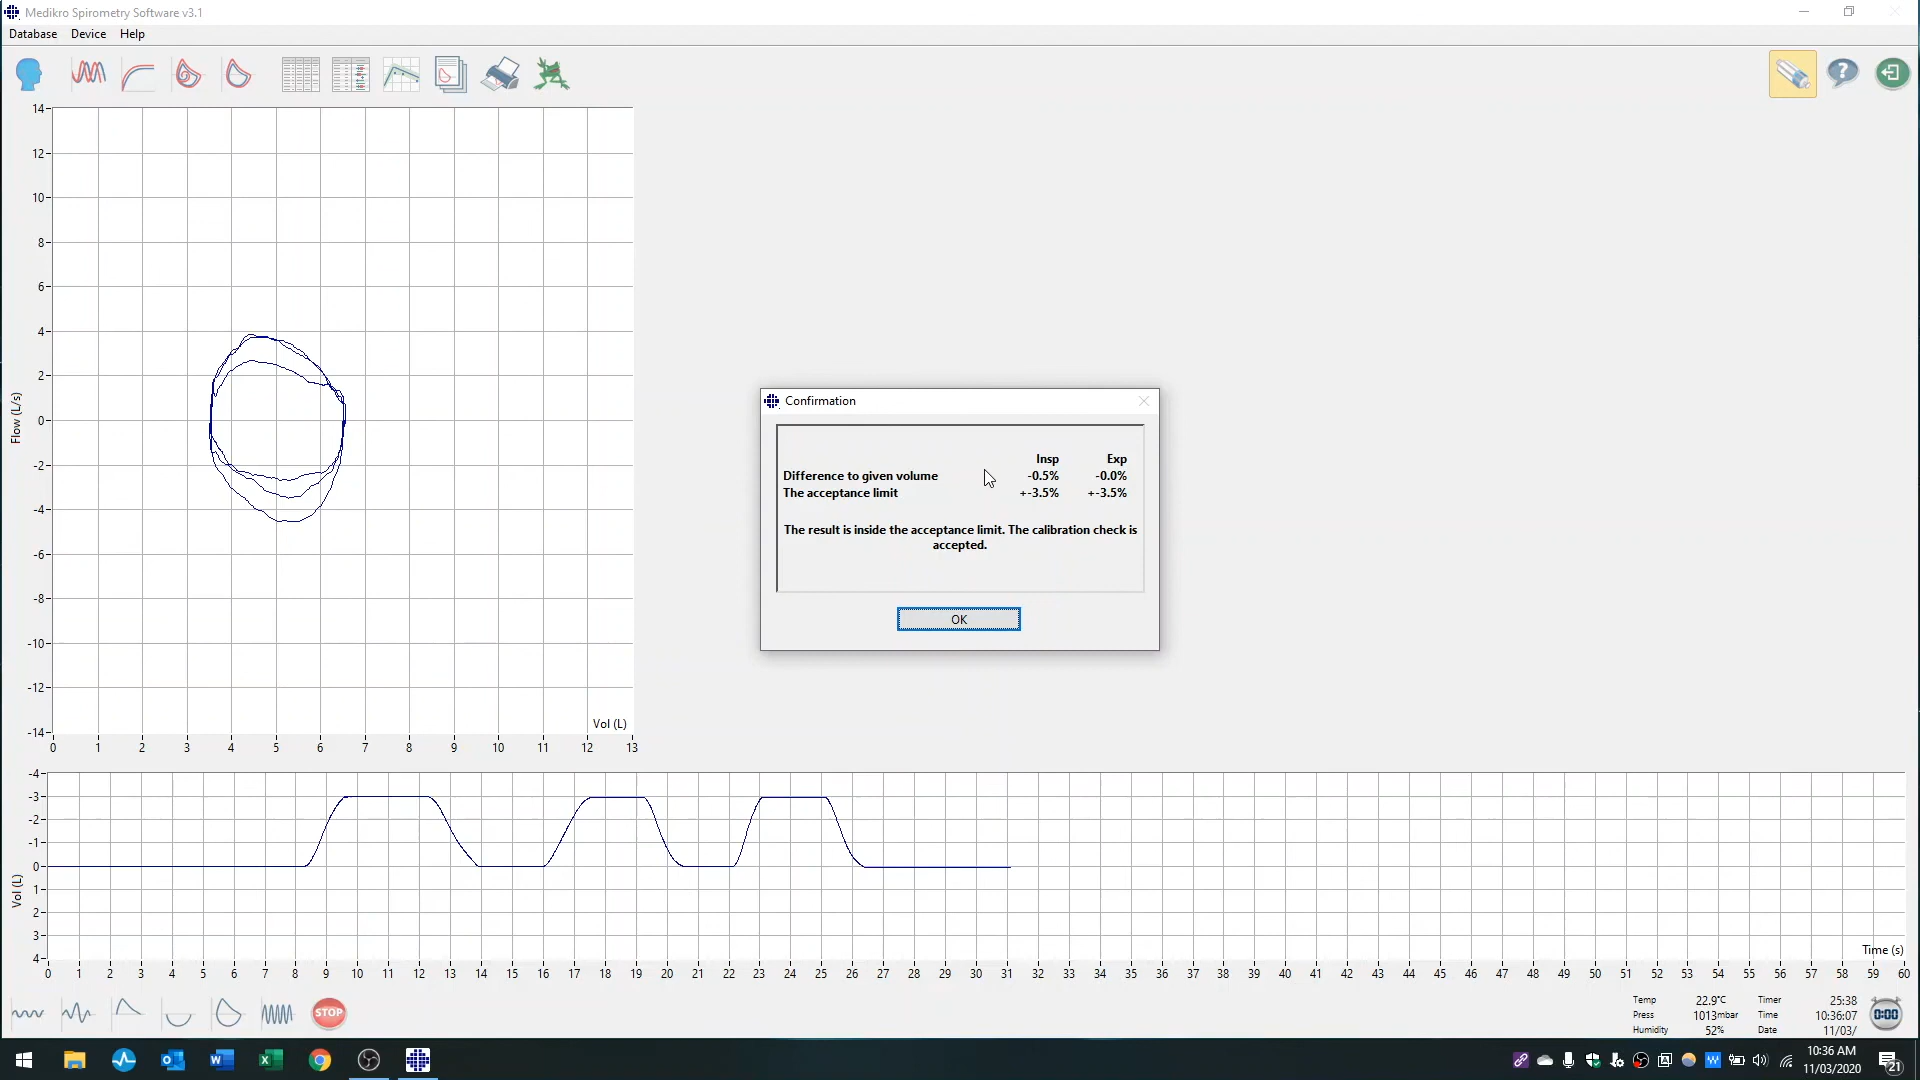 Medikro Spirometry Software v3.1
Database Device Help
14
12
10
8
6
4
2
0
-2
-4
-6
-8
-10
-12
-14
Flow (L/s)
Vol (L)
0 1 2 3 4 5 6 7 8 9 10 11 12 13
Confirmation
Insp Exp
Difference to given volume -0.5% -0.0%
The acceptance limit +-3.5% +-3.5%
The result is inside the acceptance limit. The calibration check is
accepted.
OK
-4
-3
-2
-1
0
1
2
3
4
Vol (L)
Time (s)
0 1 2 3 4 5 6 7 8 9 10 11 12 13 14 15 16 17 18 19 20 21 22 23 24 25 26 27 28 29 30 31 32 33 34 35 36 37 38 39 40 41 42 43 44 45 46 47 48 49 50 51 52 53 54 55 56 57 58 59 60
STOP
Temp 22.9°C Timer 25:38
Press 1013mbar Time 10:36:07
Humidity 52% Date 11/03/
0:00
10:36 AM
11/03/2020
21